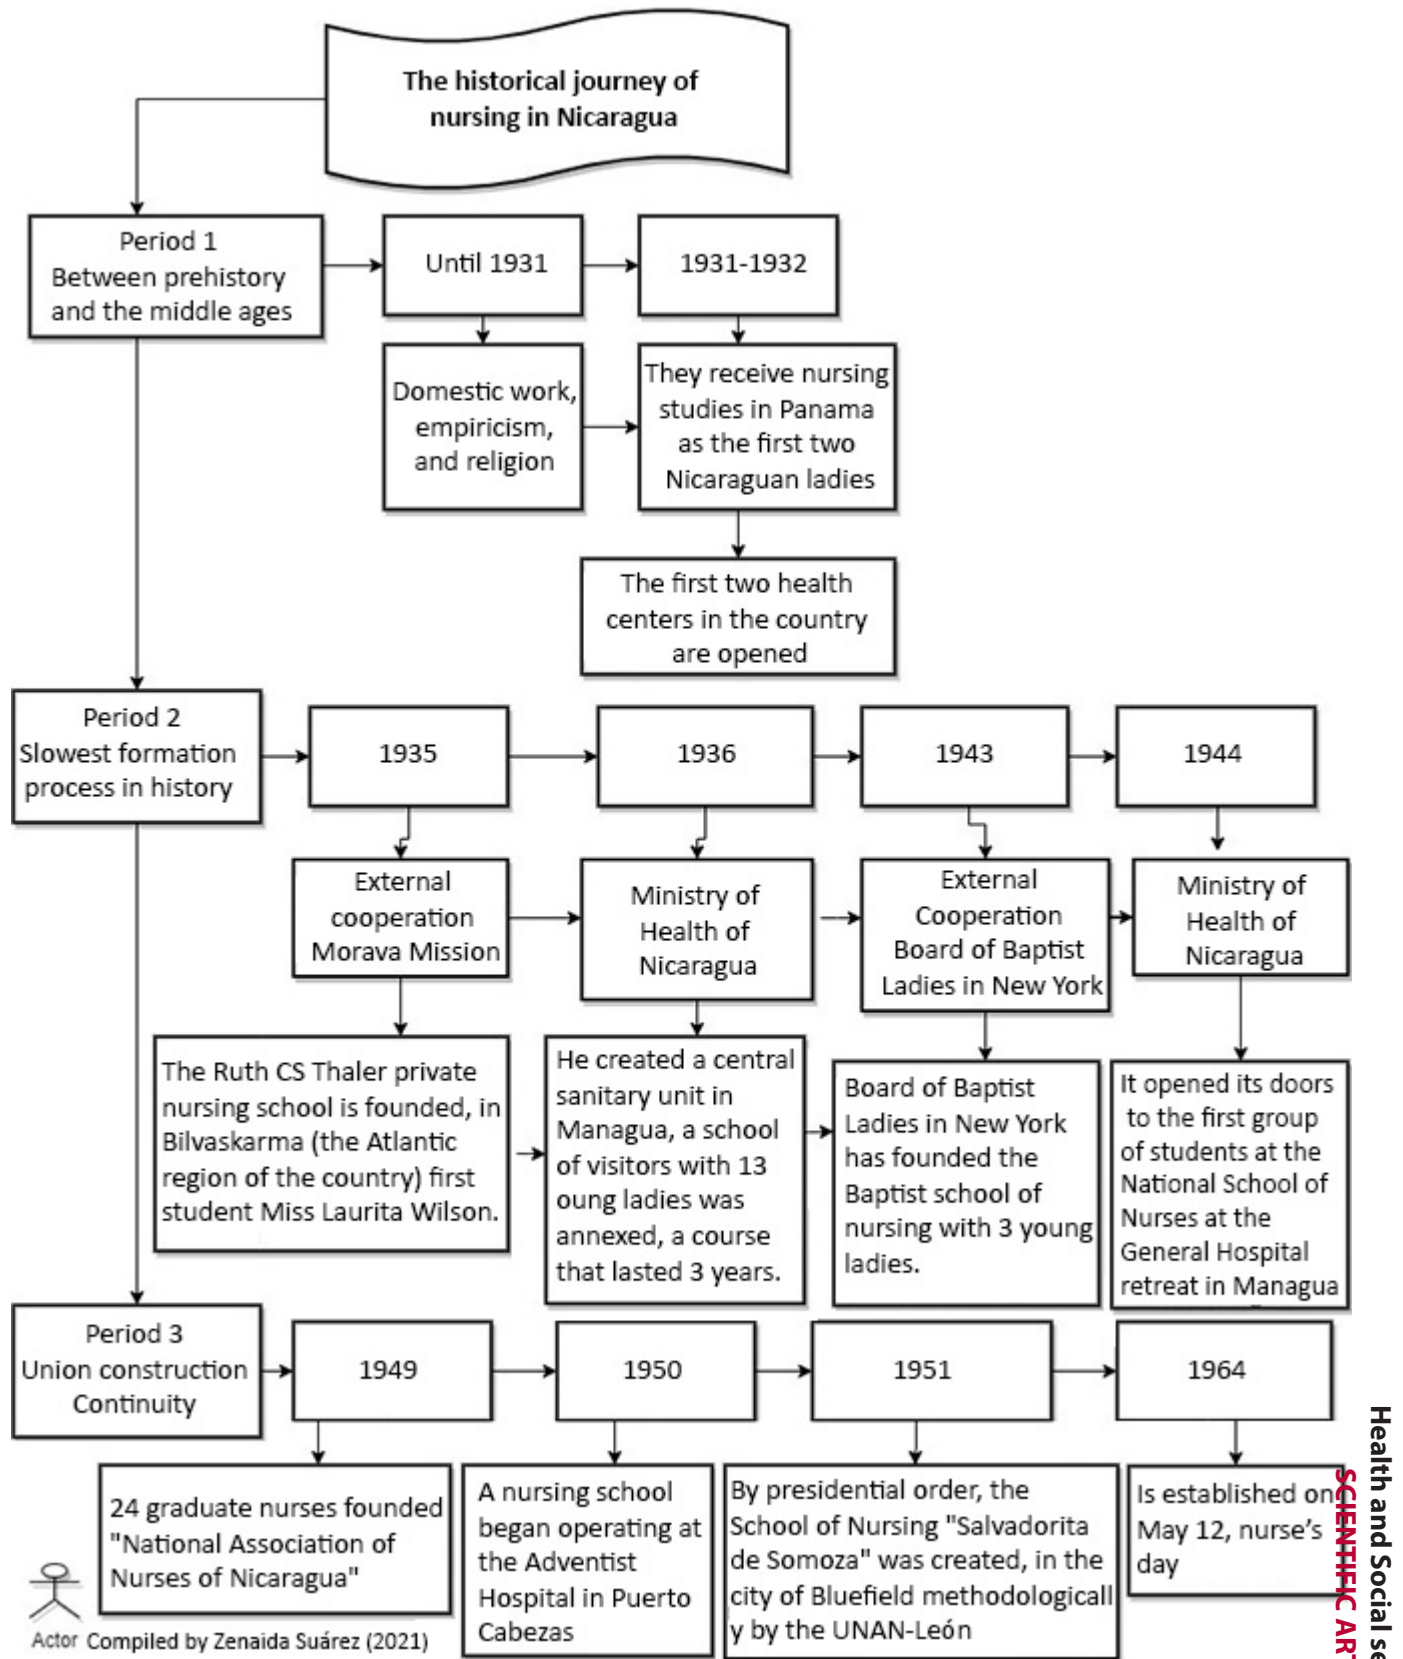 The historical journey of
nursing in Nicaragua
Period 1
Between prehistory
and the middle ages
Until 1931
1931-1932
Domestic work,
empiricism,
and religion
They receive nursing
studies in Panama
as the first two
Nicaraguan ladies
The first two health
centers in the country
are opened
Period 2
Slowest formation
process in history
1935
1936
1943
1944
External
cooperation
Morava Mission
Ministry of
Health of
Nicaragua
External
Cooperation
Board of Baptist
Ladies in New York
Ministry of
Health of
Nicaragua
The Ruth CS Thaler private
nursing school is founded, in
Bilvaskarma (the Atlantic
region of the country) first
student Miss Laurita Wilson.
He created a central
sanitary unit in
Managua, a school
of visitors with 13
oung ladies was
annexed, a course
that lasted 3 years.
Board of Baptist
Ladies in New York
has founded the
Baptist school of
nursing with 3 young
ladies.
It opened its doors
to the first group
of students at the
National School of
Nurses at the
General Hospital
retreat in Managua
Period 3
Union construction
Continuity
1949
1950
1951
1964
24 graduate nurses founded
"National Association of
Nurses of Nicaragua"
A nursing school
began operating at
the Adventist
Hospital in Puerto
Cabezas
By presidential order, the
School of Nursing "Salvadorita
de Somoza" was created, in the
city of Bluefield methodologicall
y by the UNAN-León
Is established on
May 12, nurse's
day
Actor Compiled by Zenaida Suárez (2021)
Health and Social se
SCIENTIFIC ART